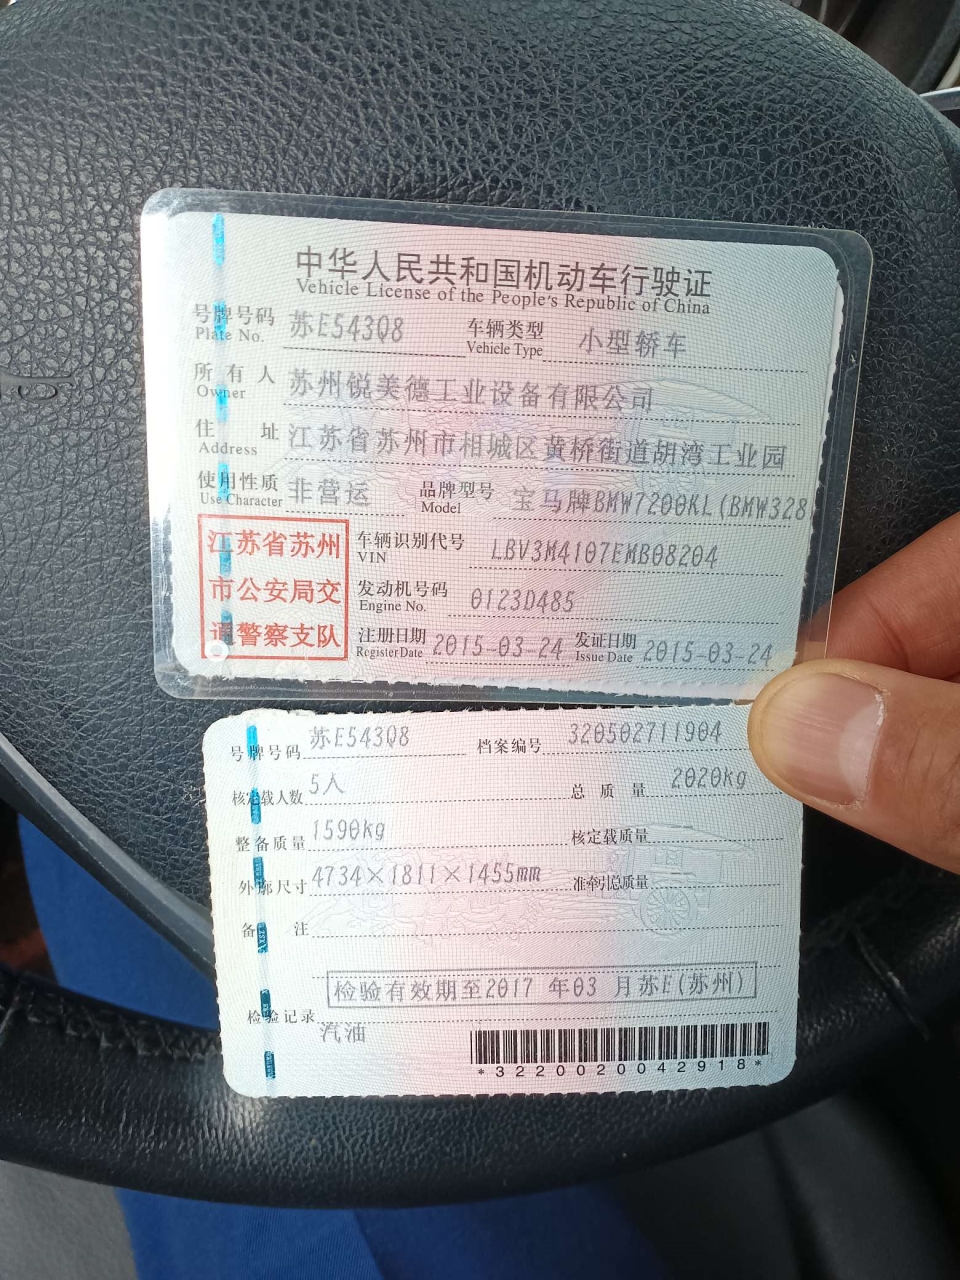 中华人民共和国机动车行驶证
Vehicle License of the People's Republic of China
号牌号码 苏E543Q8 车辆类型 小型轿车
Plate No. Vehicle Type
所有人 苏州锐美德工业设备有限公司
Owner
住址 江苏省苏州市相城区黄桥街道胡湾工业园
Address
使用性质 非营运 品牌型号 宝马牌BMW7200KL(BMW328
Use Character Model
江苏省苏州
市公安局交
通警察支队
车辆识别代号 LBV3M4107EMB08204
VIN
发动机号码 0123D485
Engine No.
注册日期 2015-03-24 发证日期 2015-03-24
Register Date Issue Date
号牌号码 苏E543Q8 档案编号 320502711904
核定载人数 5人 总质量 2020kg
整备质量 1590kg 核定载质量
外廓尺寸 4734×1811×1455mm 准牵引总质量
备注
检验有效期至2017 年03 月苏E(苏州)
检验记录
汽油
*3220020042918*